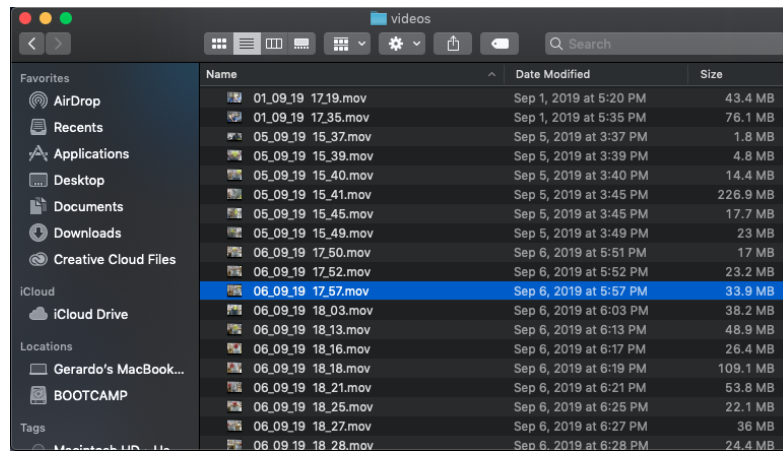 videos
Search
Favorites
AirDrop
Recents
Applications
Desktop
Documents
Downloads
Creative Cloud Files
iCloud
iCloud Drive
Locations
Gerardo's MacBook...
BOOTCAMP
Tags
Name Date Modified Size
01_09_19 17_19.mov Sep 1, 2019 at 5:20 PM 43.4 MB
01_09_19 17_35.mov Sep 1, 2019 at 5:35 PM 76.1 MB
05_09_19 15_37.mov Sep 5, 2019 at 3:37 PM 1.8 MB
05_09_19 15_39.mov Sep 5, 2019 at 3:39 PM 4.8 MB
05_09_19 15_40.mov Sep 5, 2019 at 3:40 PM 14.4 MB
05_09_19 15_41.mov Sep 5, 2019 at 3:45 PM 226.9 MB
05_09_19 15_45.mov Sep 5, 2019 at 3:45 PM 17.7 MB
05_09_19 15_49.mov Sep 5, 2019 at 3:49 PM 23 MB
06_09_19 17_50.mov Sep 6, 2019 at 5:51 PM 17 MB
06_09_19 17_52.mov Sep 6, 2019 at 5:52 PM 23.2 MB
06_09_19 17_57.mov Sep 6, 2019 at 5:57 PM 33.9 MB
06_09_19 18_03.mov Sep 6, 2019 at 6:03 PM 38.2 MB
06_09_19 18_13.mov Sep 6, 2019 at 6:13 PM 48.9 MB
06_09_19 18_16.mov Sep 6, 2019 at 6:17 PM 26.4 MB
06_09_19 18_18.mov Sep 6, 2019 at 6:19 PM 109.1 MB
06_09_19 18_21.mov Sep 6, 2019 at 6:21 PM 53.8 MB
06_09_19 18_25.mov Sep 6, 2019 at 6:25 PM 22.1 MB
06_09_19 18_27.mov Sep 6, 2019 at 6:27 PM 36 MB
06_09_19 18_28.mov Sep 6, 2019 at 6:28 PM 24.4 MB